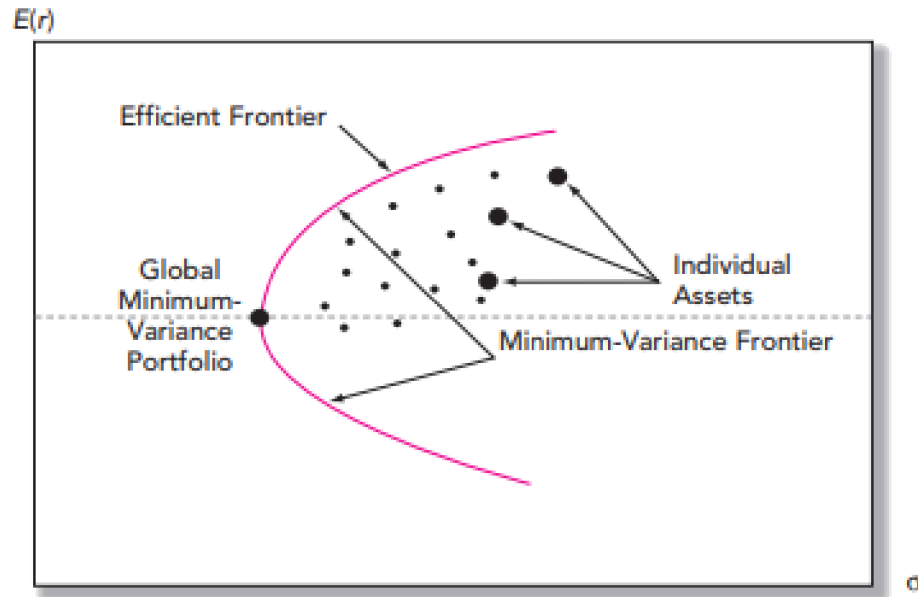 E(r)
Efficient Frontier
Global
Minimum-
Variance
Portfolio
Individual
Assets
Minimum-Variance Frontier
σ